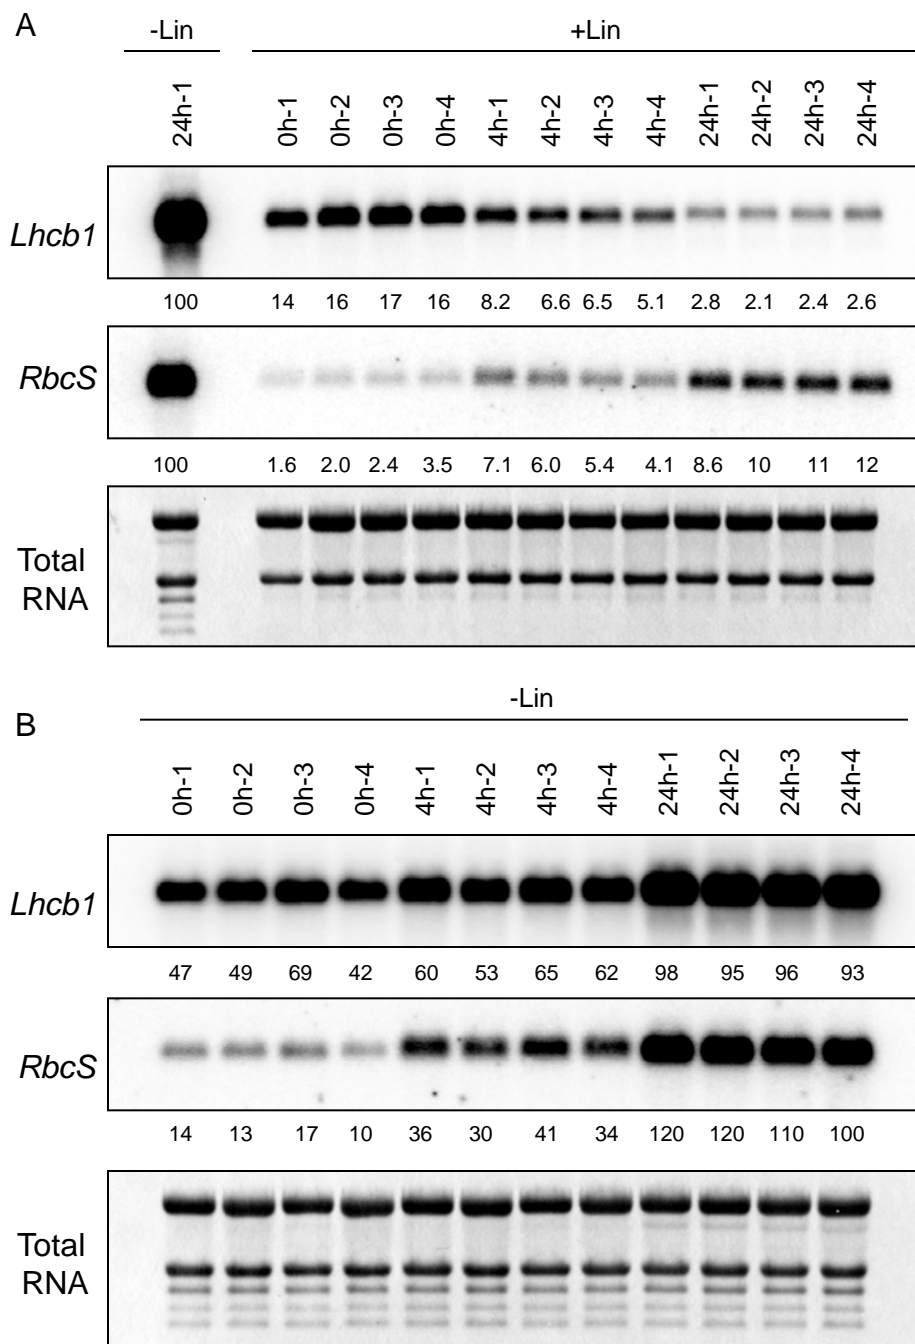 A
-Lin +Lin
24h-1 0h-1 0h-2 0h-3 0h-4 4h-1 4h-2 4h-3 4h-4 24h-1 24h-2 24h-3 24h-4
Lhcb1
100 14 16 17 16 8.2 6.6 6.5 5.1 2.8 2.1 2.4 2.6
RbcS
100 1.6 2.0 2.4 3.5 7.1 6.0 5.4 4.1 8.6 10 11 12
Total
RNA
-Lin
B
0h-1 0h-2 0h-3 0h-4 4h-1 4h-2 4h-3 4h-4 24h-1 24h-2 24h-3 24h-4
Lhcb1
47 49 69 42 60 53 65 62 98 95 96 93
RbcS
14 13 17 10 36 30 41 34 120 120 110 100
Total
RNA